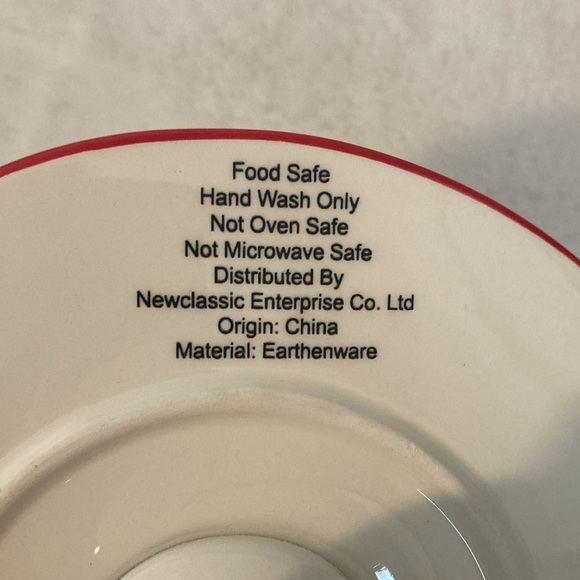 Food Safe
Hand Wash Only
Not Oven Safe
Not Microwave Safe
Distributed By
Newclassic Enterprise Co. Ltd
Origin: China
Material: Earthenware